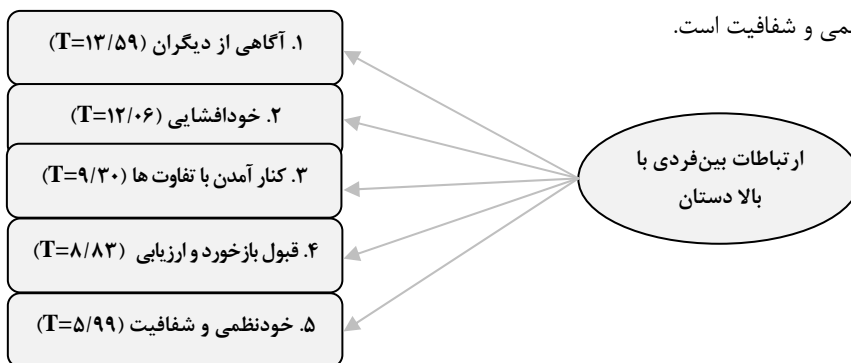 و شفافیت است.
۱. آگاهی از دیگران (T=۱۳/۵۹)
۲. خودافشایی (T=۱۲/۰۶)
۳. کنار آمدن با تفاوت ها (T=۹/۳۰)
۴. قبول بازخورد و ارزیابی (T=۸/۸۳)
۵. خودنظمی و شفافیت (T=۵/۹۹)
ارتباطات بین‌فردی با
بالا دستان